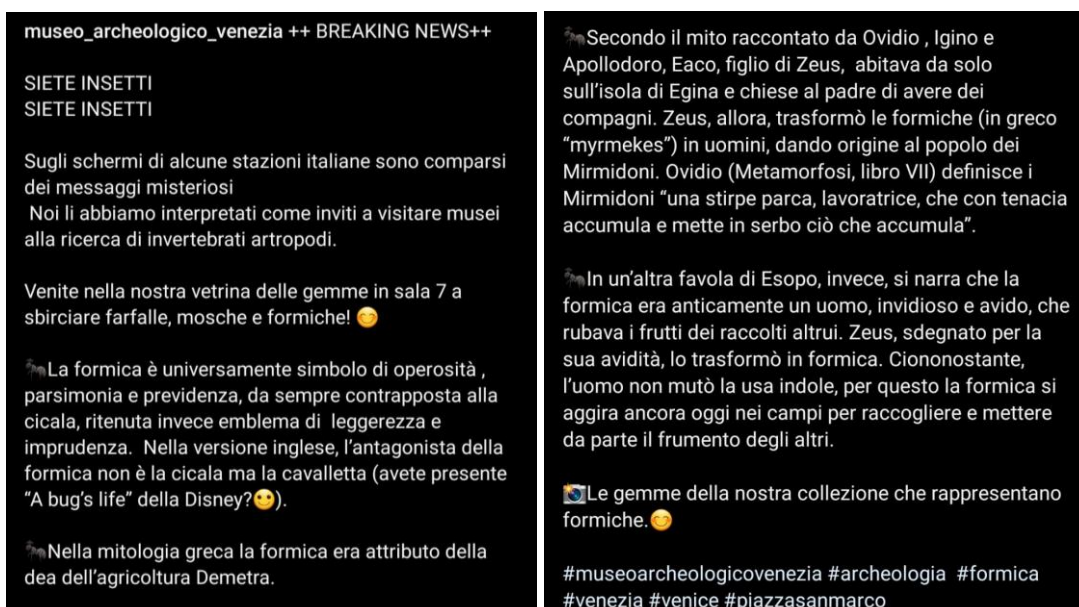 museo_archeologico_venezia ++ BREAKING NEWS++
SIETE INSETTI
SIETE INSETTI
Sugli schermi di alcune stazioni italiane sono comparsi
dei messaggi misteriosi
Noi li abbiamo interpretati come inviti a visitare musei
alla ricerca di invertebrati artropodi.
Venite nella nostra vetrina delle gemme in sala 7 a
sbirciare farfalle, mosche e formiche! 😊
🐜La formica è universamente simbolo di operosità ,
parsimonia e previdenza, da sempre contrapposta alla
cicala, ritenuta invece emblema di  leggerezza e
imprudenza.  Nella versione inglese, l'antagonista della
formica non è la cicala ma la cavalletta (avete presente
“A bug's life” della Disney?🙂).
🐜Nella mitologia greca la formica era attributo della
dea dell'agricoltura Demetra.
🐜Secondo il mito raccontato da Ovidio , Igino e
Apollodoro, Eaco, figlio di Zeus,  abitava da solo
sull'isola di Egina e chiese al padre di avere dei
compagni. Zeus, allora, trasformò le formiche (in greco
“myrmekes”) in uomini, dando origine al popolo dei
Mirmidoni. Ovidio (Metamorfosi, libro VII) definisce i
Mirmidoni “una stirpe parca, lavoratrice, che con tenacia
accumula e mette in serbo ciò che accumula”.
🐜In un'altra favola di Esopo, invece, si narra che la
formica era anticamente un uomo, invidioso e avido, che
rubava i frutti dei raccolti altrui. Zeus, sdegnato per la
sua avidità, lo trasformò in formica. Ciononostante,
l'uomo non mutò la usa indole, per questo la formica si
aggira ancora oggi nei campi per raccogliere e mettere
da parte il frumento degli altri.
📸Le gemme della nostra collezione che rappresentano
formiche.😊
#museoarcheologicovenezia #archeologia  #formica
#venezia #venice #piazzasanmarco